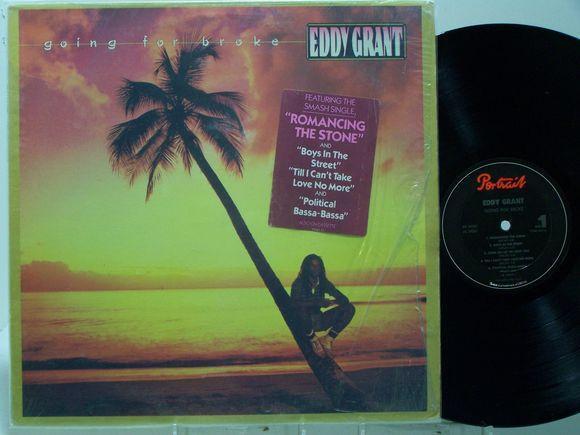 going for broke
EDDY GRANT
FEATURING THE
SMASH SINGLE,
"ROMANCING
THE STONE"
AND
"Boys In The
Street"
"Till I Can't Take
Love No More"
AND
"Political
Bassa-Bassa"
Portrait
EDDY GRANT
GOING FOR BROKE
1